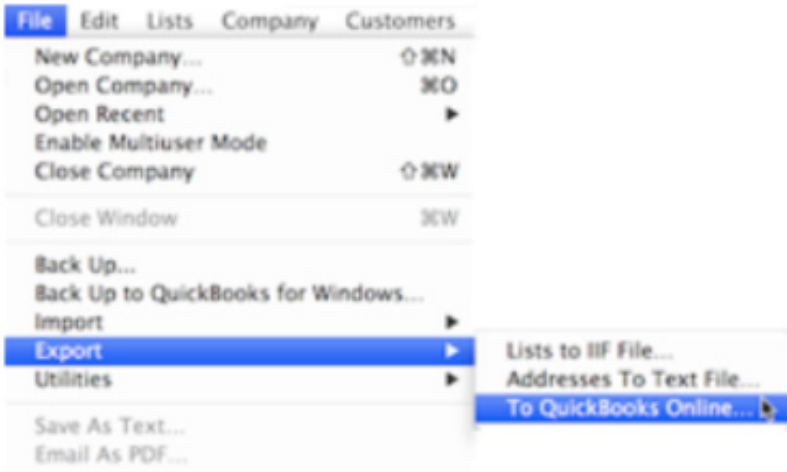 File Edit Lists Company Customers
New Company... ⇧⌘N
Open Company... ⌘O
Open Recent ▶
Enable Multiuser Mode
Close Company ⇧⌘W
Close Window ⌘W
Back Up...
Back Up to QuickBooks for Windows...
Import ▶
Export ▶
Lists to IIF File...
Utilities ▶
Addresses To Text File...
To QuickBooks Online...
Save As Text...
Email As PDF...